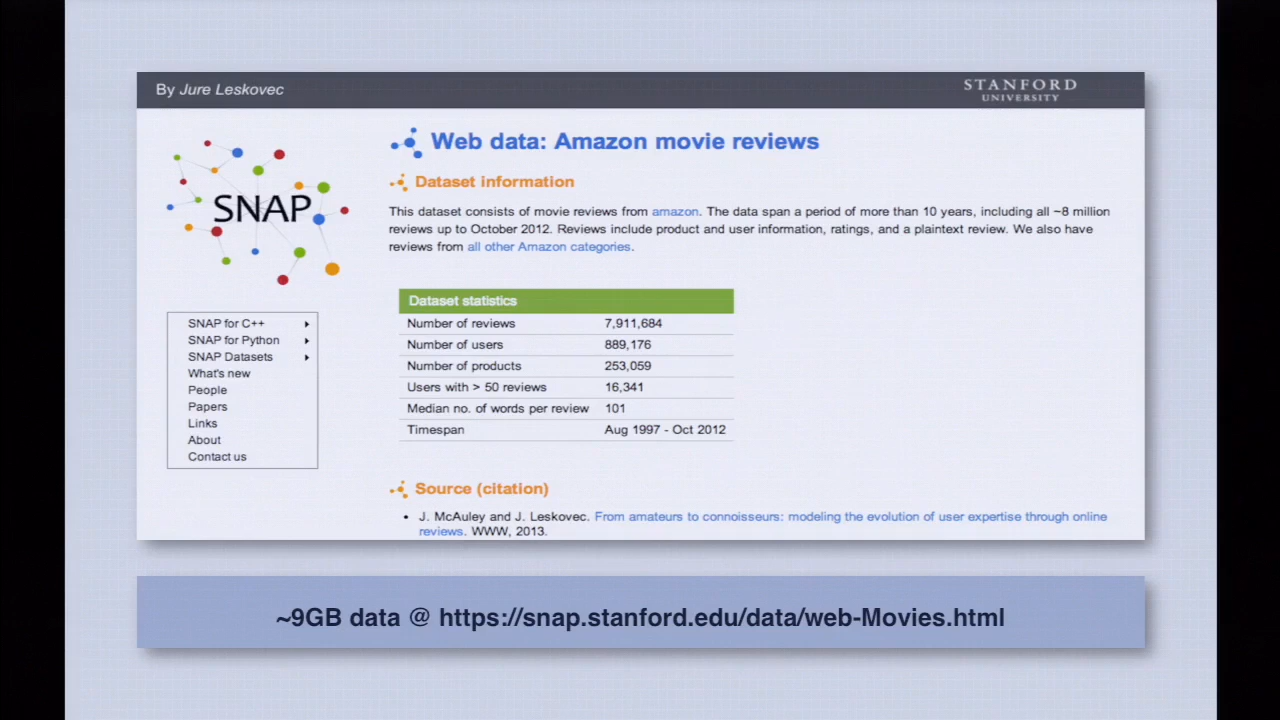 By Jure Leskovec
STANFORD
UNIVERSITY
SNAP
Web data: Amazon movie reviews
Dataset information
This dataset consists of movie reviews from amazon. The data span a period of more than 10 years, including all ~8 million
reviews up to October 2012. Reviews include product and user information, ratings, and a plaintext review. We also have
reviews from all other Amazon categories.
Dataset statistics
Number of reviews 7,911,684
Number of users 889,176
Number of products 253,059
Users with > 50 reviews 16,341
Median no. of words per review 101
Timespan Aug 1997 - Oct 2012
SNAP for C++
SNAP for Python
SNAP Datasets
What's new
People
Papers
Links
About
Contact us
Source (citation)
• J. McAuley and J. Leskovec. From amateurs to connoisseurs: modeling the evolution of user expertise through online
reviews. WWW, 2013.
~9GB data @ https://snap.stanford.edu/data/web-Movies.html